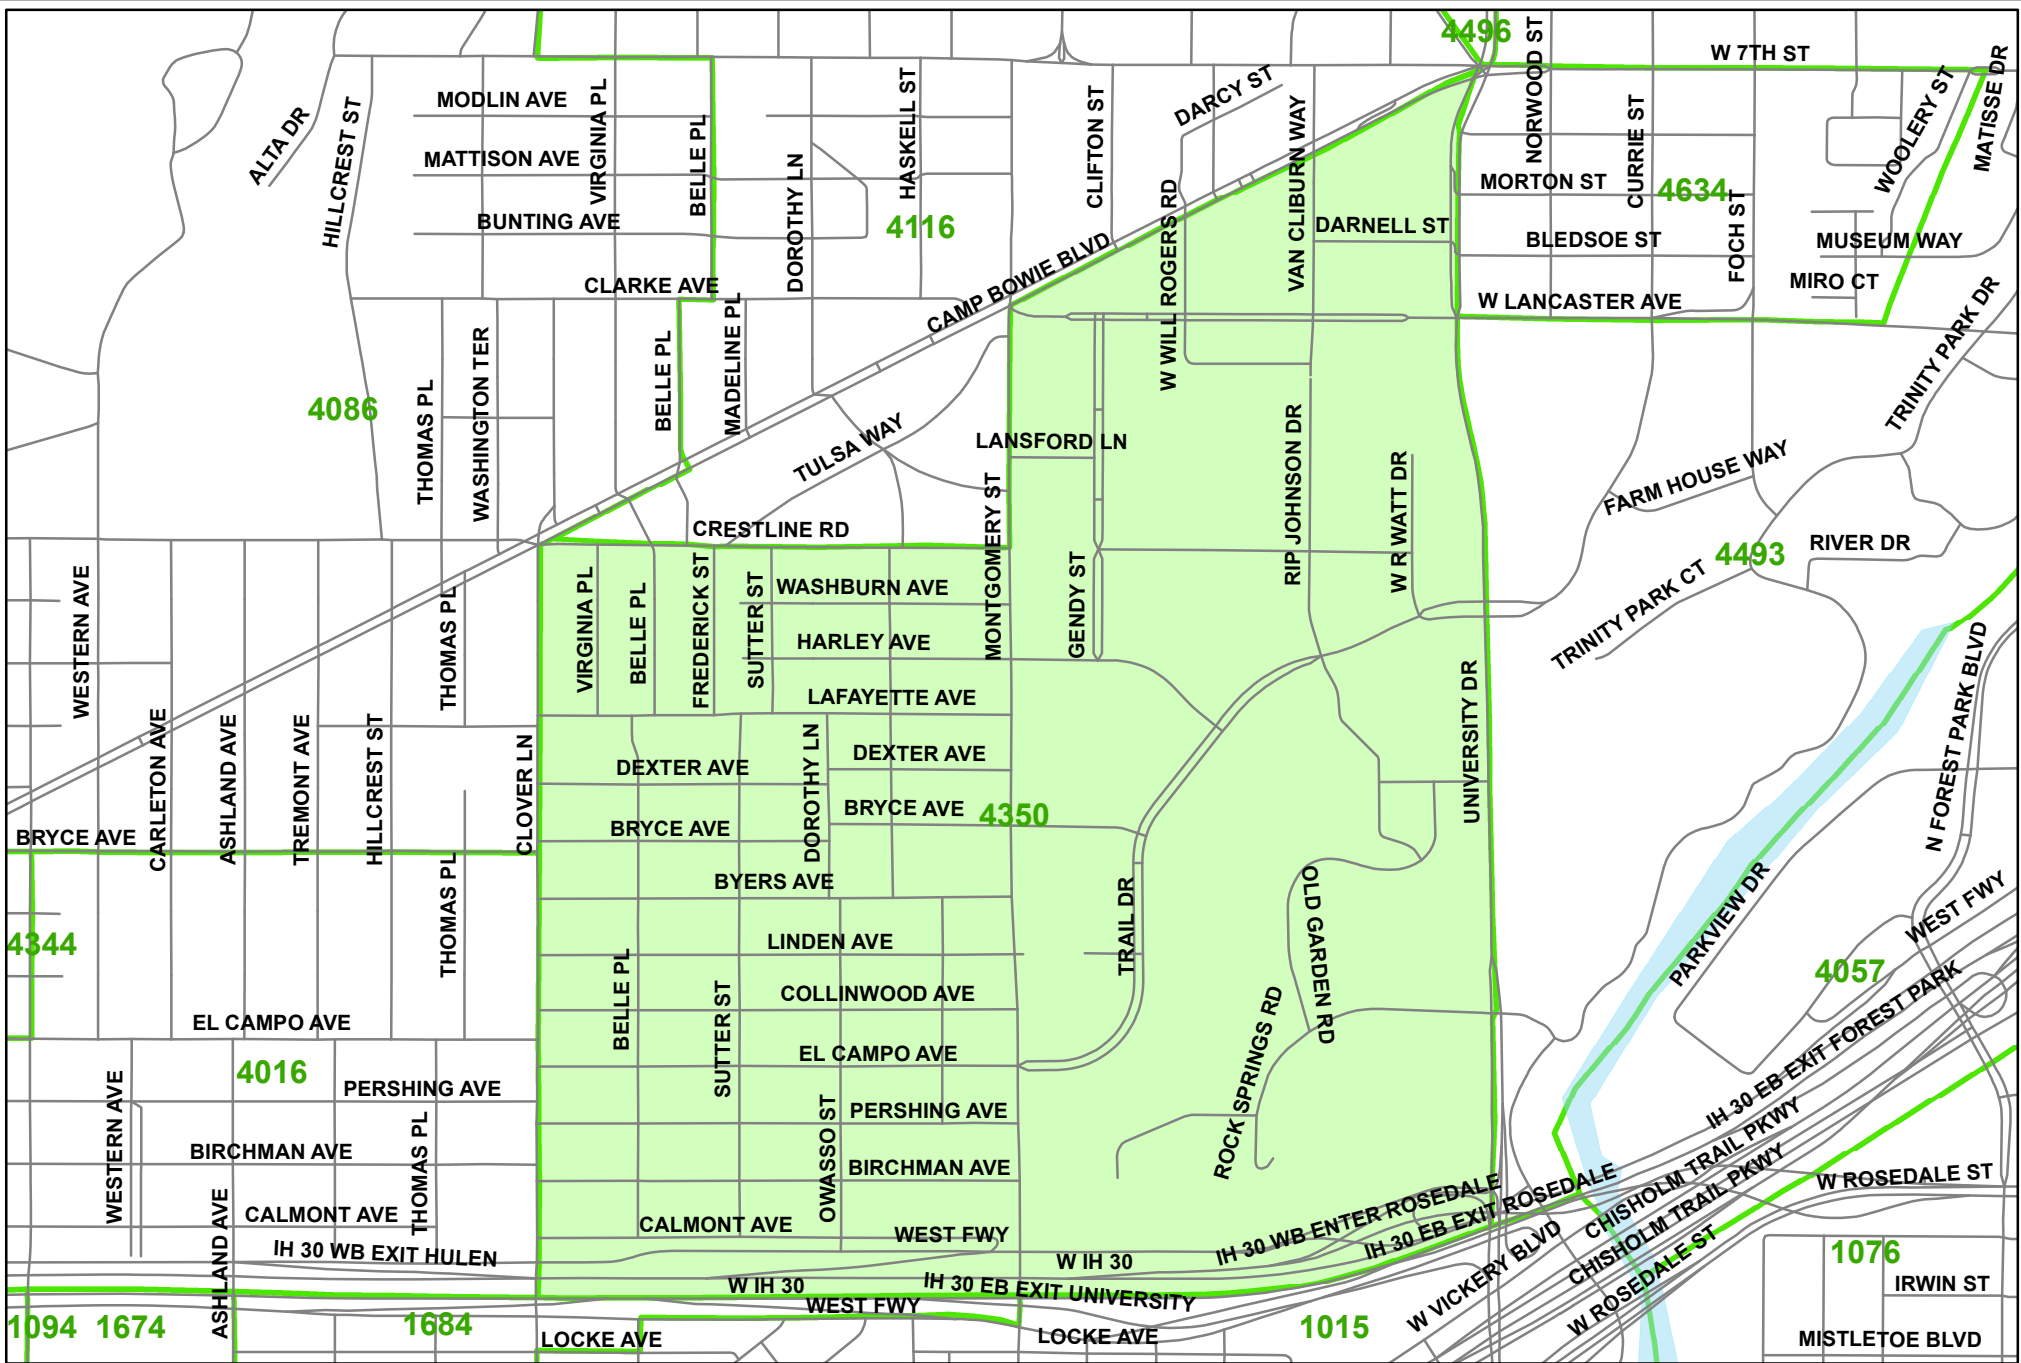 4496
W 7TH ST
NORWOOD ST
MATISSE DR
WOOLERY ST
DARCY ST
HASKELL ST
CLIFTON ST
VIRGINIA PL
MODLIN AVE
ALTA DR
HILLCREST ST
BELLE PL
MATTISON AVE
DOROTHY LN
VAN CLIBURN WAY
CURRIE ST
MORTON ST
4634
BUNTING AVE
4116
W WILL ROGERS RD
DARNELL ST
BLEDSOE ST
FOCH ST
MUSEUM WAY
CLARKE AVE
CAMP BOWIE BLVD
MIRO CT
W LANCASTER AVE
TRINITY PARK DR
4086
THOMAS PL
WASHINGTON TER
BELLE PL
MADELINE PL
TULSA WAY
LANSFORD LN
MONTGOMERY ST
RIP JOHNSON DR
W R WATT DR
FARM HOUSE WAY
CRESTLINE RD
4493
RIVER DR
TRINITY PARK CT
WESTERN AVE
THOMAS PL
VIRGINIA PL
BELLE PL
FREDERICK ST
SUTTER ST
WASHBURN AVE
GENDY ST
HARLEY AVE
LAFAYETTE AVE
UNIVERSITY DR
N FOREST PARK BLVD
CARLETON AVE
ASHLAND AVE
TREMONT AVE
HILLCREST ST
CLOVER LN
DEXTER AVE
DOROTHY LN
DEXTER AVE
BRYCE AVE
4350
BRYCE AVE
BRYCE AVE
THOMAS PL
BYERS AVE
TRAIL DR
OLD GARDEN RD
PARKVIEW DR
WEST FWY
4344
LINDEN AVE
4057
BELLE PL
SUTTER ST
COLLINWOOD AVE
EL CAMPO AVE
ROCK SPRINGS RD
IH 30 EB EXIT FOREST PARK
EL CAMPO AVE
4016
WESTERN AVE
PERSHING AVE
THOMAS PL
OWASSO ST
PERSHING AVE
CHISHOLM TRAIL PKWY
CHISHOLM TRAIL PKWY
BIRCHMAN AVE
BIRCHMAN AVE
W ROSEDALE ST
ASHLAND AVE
CALMONT AVE
CALMONT AVE
WEST FWY
IH 30 WB ENTER ROSEDALE
IH 30 EB EXIT ROSEDALE
IH 30 WB EXIT HULEN
W IH 30
W IH 30
IH 30 EB EXIT UNIVERSITY
W VICKERY BLVD
W ROSEDALE ST
1076
IRWIN ST
WEST FWY
1094
1674
1684
LOCKE AVE
LOCKE AVE
1015
MISTLETOE BLVD